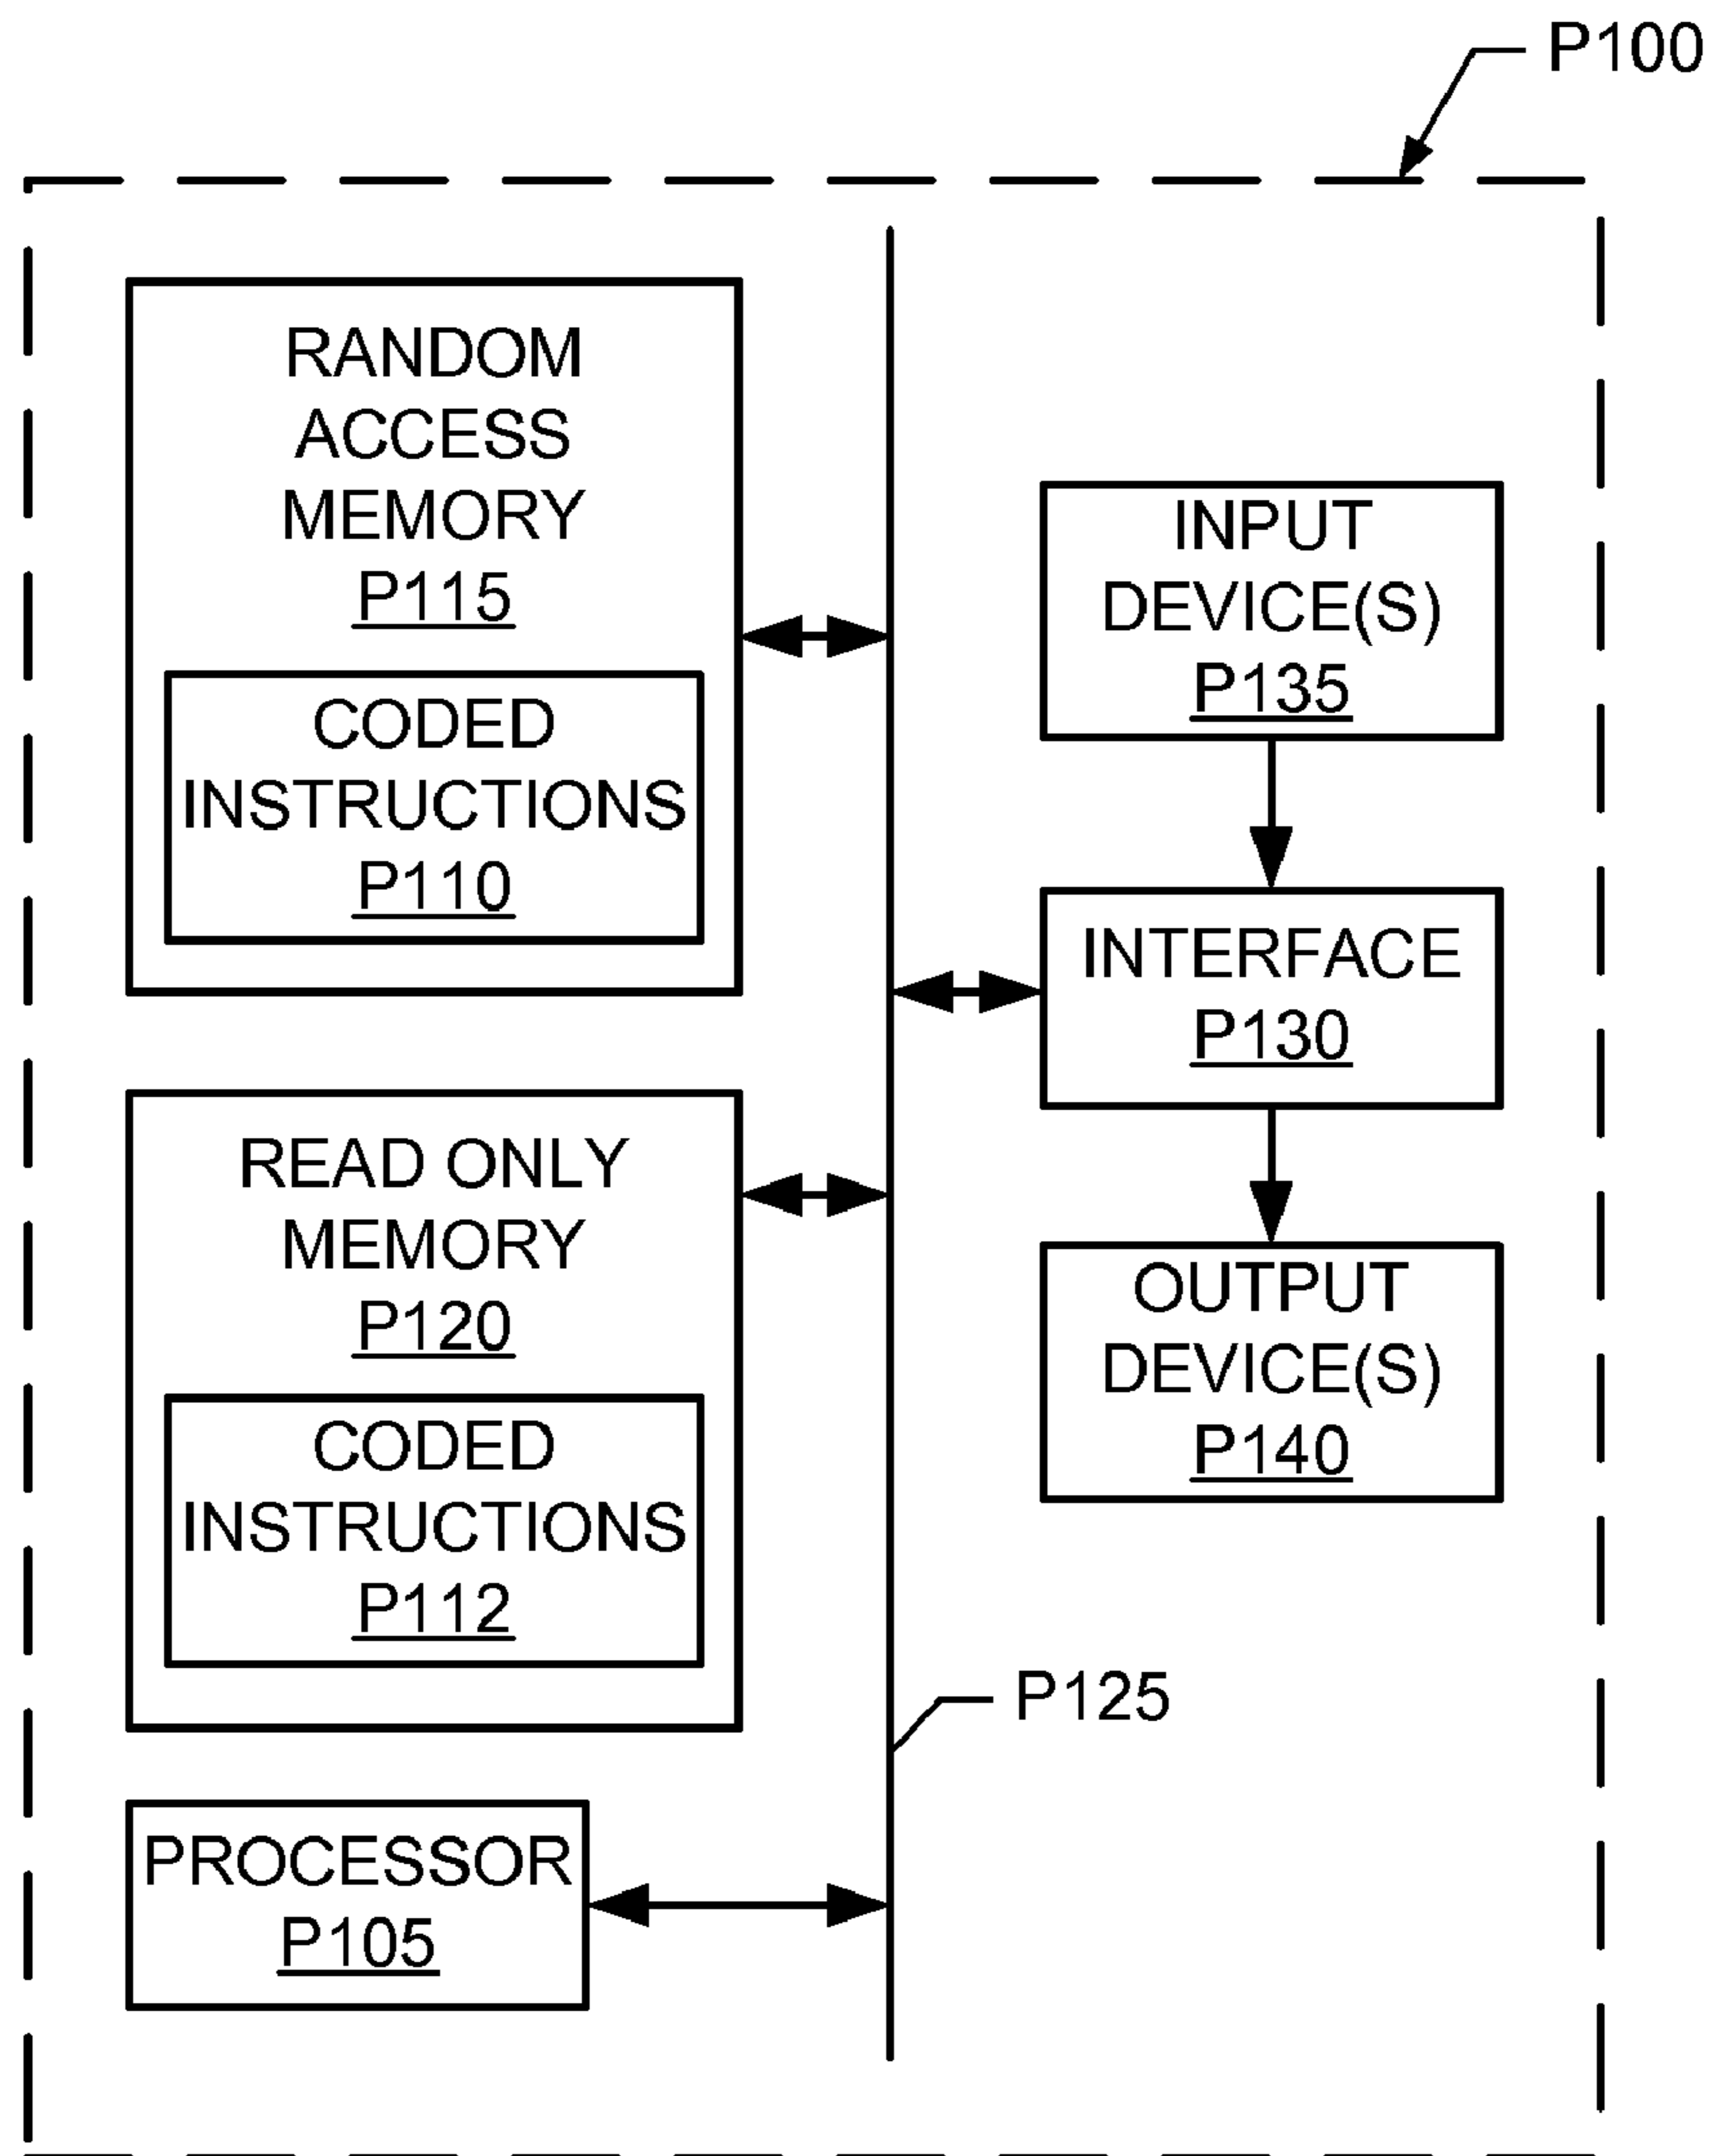 P100
RANDOM
ACCESS
MEMORY
P115
CODED
INSTRUCTIONS
P110
READ ONLY
MEMORY
P120
CODED
INSTRUCTIONS
P112
PROCESSOR
P105
INPUT
DEVICE(S)
P135
INTERFACE
P130
OUTPUT
DEVICE(S)
P140
P125